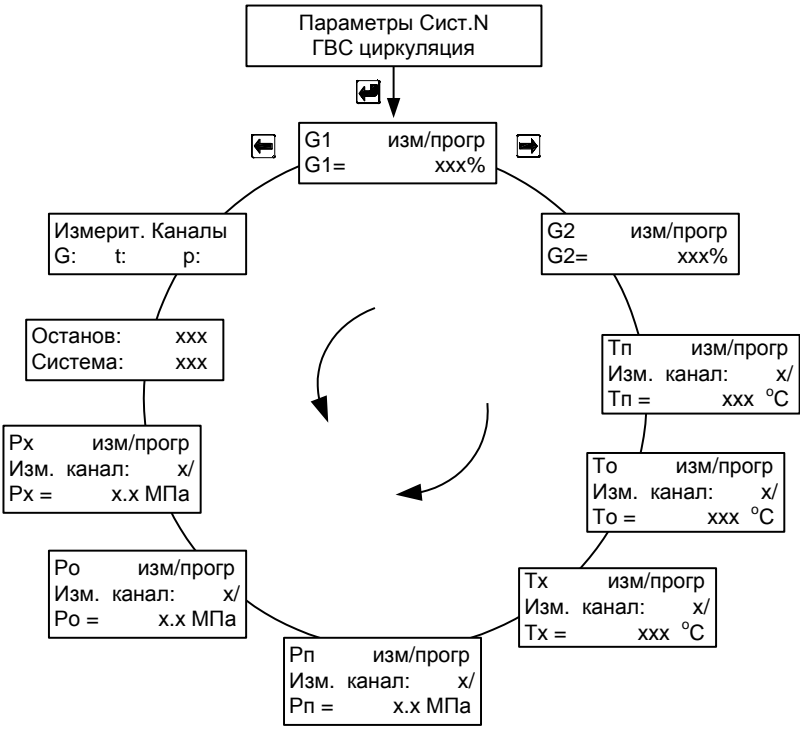 Параметры Сист.N
ГВС циркуляция
G1 изм/прогр
G1= xxx%
G2 изм/прогр
G2= xxx%
Тп изм/прогр
Изм. канал: x/
Тп = xxx °C
То изм/прогр
Изм. канал: x/
То = xxx °C
Тх изм/прогр
Изм. канал: x/
Тх = xxx °C
Рп изм/прогр
Изм. канал: x/
Рп = x.x МПа
Ро изм/прогр
Изм. канал: x/
Ро = x.x МПа
Рх изм/прогр
Изм. канал: x/
Рх = x.x МПа
Останов: xxx
Система: xxx
Измерит. Каналы
G: t: p: